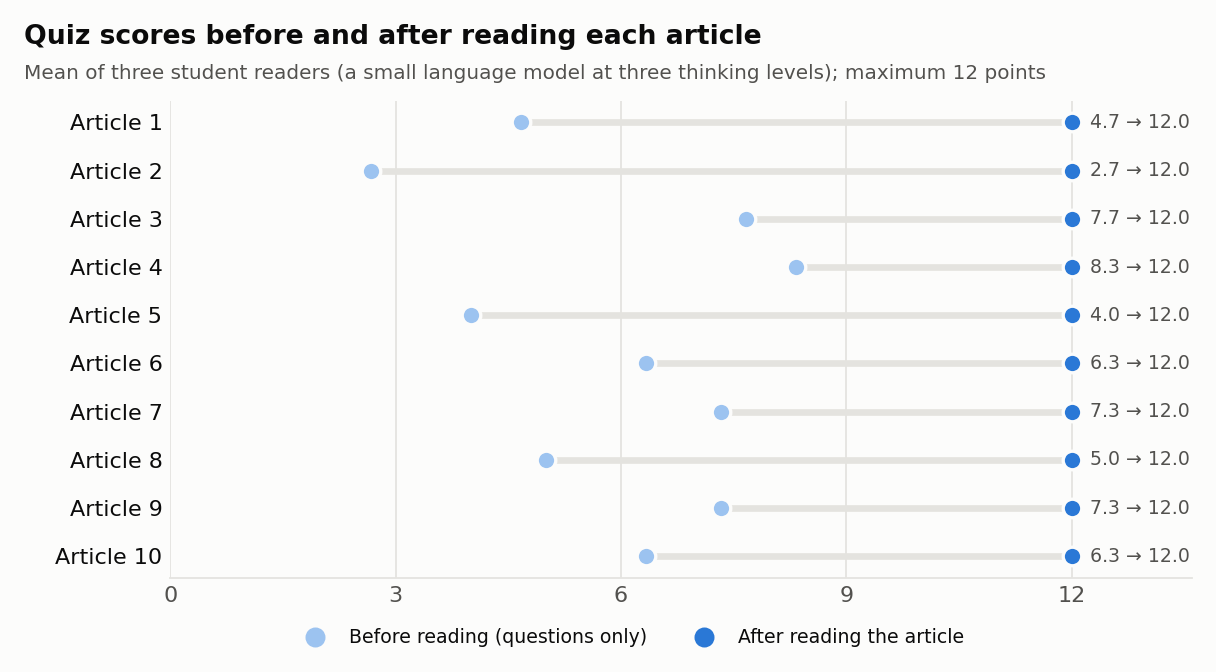 Quiz scores before and after reading each article
Mean of three student readers (a small language model at three thinking levels); maximum 12 points
Article 1 4.7 → 12.0
Article 2 2.7 → 12.0
Article 3 7.7 → 12.0
Article 4 8.3 → 12.0
Article 5 4.0 → 12.0
Article 6 6.3 → 12.0
Article 7 7.3 → 12.0
Article 8 5.0 → 12.0
Article 9 7.3 → 12.0
Article 10 6.3 → 12.0
0 3 6 9 12
Before reading (questions only) After reading the article